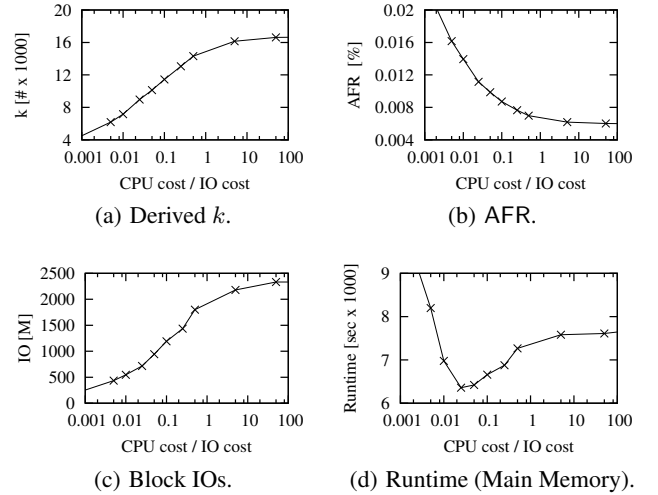 20
16
12
8
4
k [# x 1000]
0.001 0.01 0.1 1 10 100
CPU cost / IO cost
(a) Derived k.
0.02
0.016
0.012
0.008
0.004
AFR [%]
0.001 0.01 0.1 1 10 100
CPU cost / IO cost
(b) AFR.
2500
2000
1500
1000
500
0
IO [M]
0.001 0.01 0.1 1 10 100
CPU cost / IO cost
(c) Block IOs.
9
8
7
6
Runtime [sec x 1000]
0.001 0.01 0.1 1 10 100
CPU cost / IO cost
(d) Runtime (Main Memory).